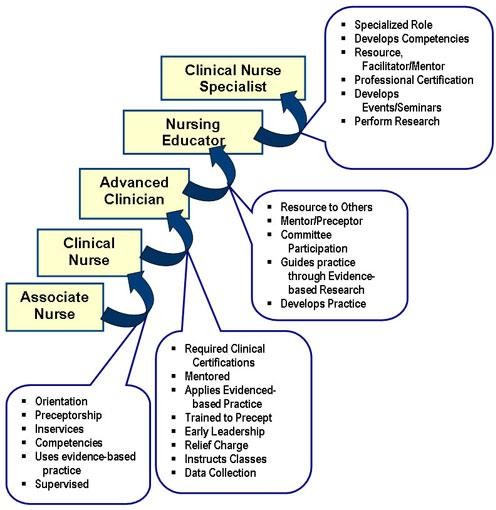 Clinical Nurse
Specialist
Nursing
Educator
Advanced
Clinician
Clinical
Nurse
Associate
Nurse
▪ Specialized Role
▪ Develops Competencies
▪ Resource,
Facilitator/Mentor
▪ Professional Certification
▪ Develops
Events/Seminars
▪ Perform Research
▪ Resource to Others
▪ Mentor/Preceptor
▪ Committee
Participation
▪ Guides practice
through Evidence-
based Research
▪ Develops Practice
▪ Required Clinical
Certifications
▪ Mentored
▪ Applies Evidenced-
based Practice
▪ Trained to Precept
▪ Early Leadership
▪ Relief Charge
▪ Instructs Classes
▪ Data Collection
▪ Orientation
▪ Preceptorship
▪ Inservices
▪ Competencies
▪ Uses evidence-based
practice
▪ Supervised